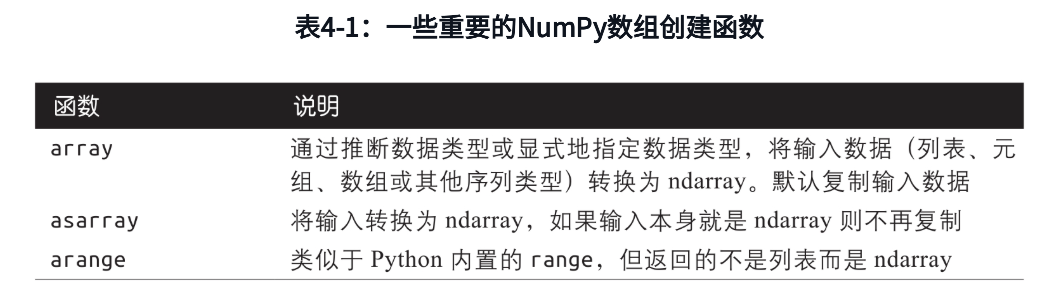 表4-1：一些重要的NumPy数组创建函数
函数 说明
array 通过推断数据类型或显式地指定数据类型，将输入数据（列表、元
组、数组或其他序列类型）转换为 ndarray。默认复制输入数据
asarray 将输入转换为 ndarray，如果输入本身就是 ndarray 则不再复制
arange 类似于 Python 内置的 range，但返回的不是列表而是 ndarray